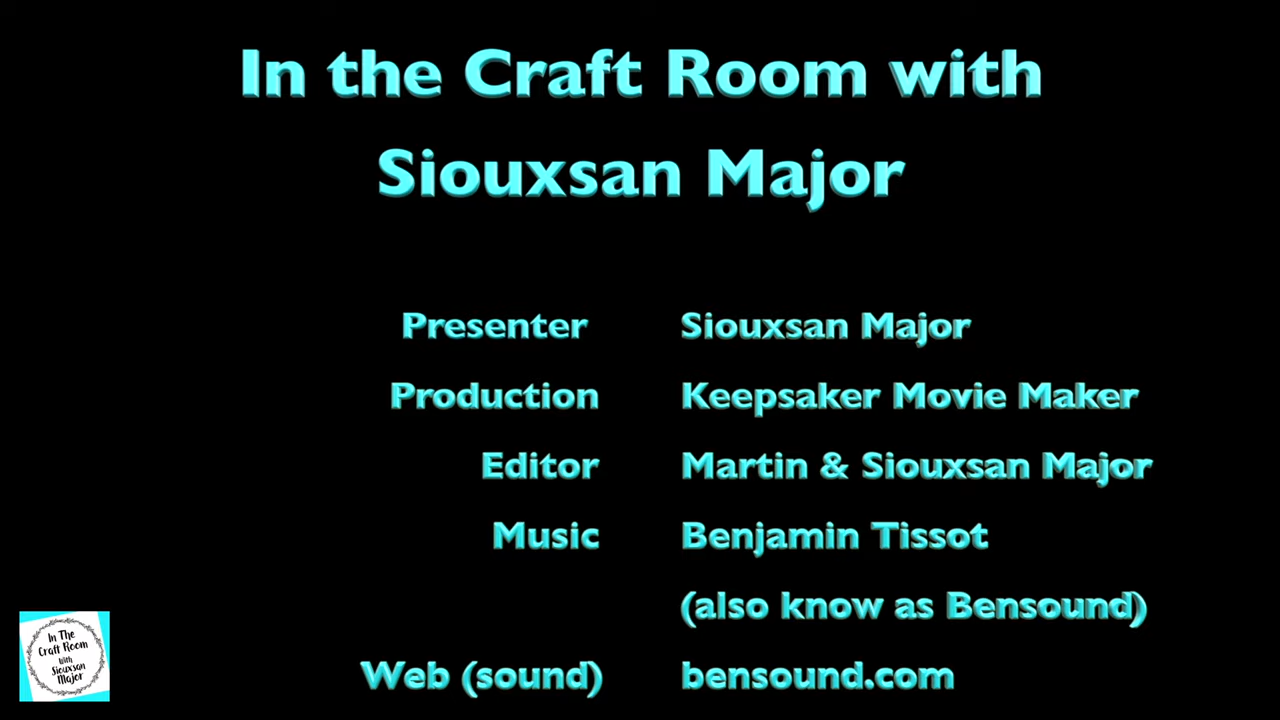 In the Craft Room with
Siouxsan Major
Presenter Siouxsan Major
Production Keepsaker Movie Maker
Editor Martin & Siouxsan Major
Music Benjamin Tissot
(also know as Bensound)
Web (sound) bensound.com
In The
Craft Room
With
Siouxsan
Major